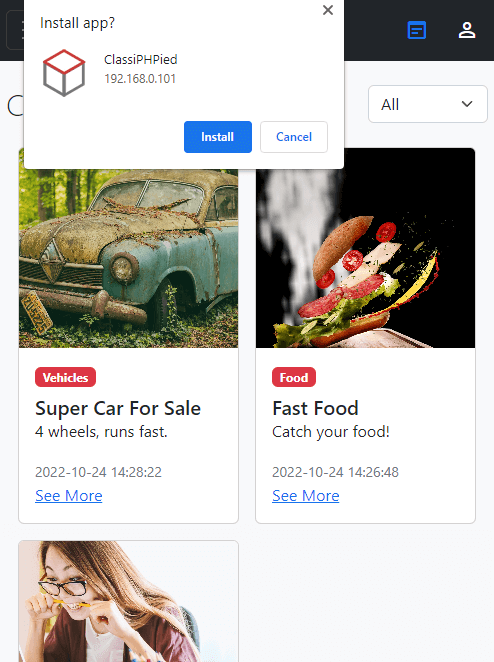 Install app?
ClassiPHPied
192.168.0.101
Install
Cancel
C
All
Vehicles
Super Car For Sale
4 wheels, runs fast.
2022-10-24 14:28:22
See More
Food
Fast Food
Catch your food!
2022-10-24 14:26:48
See More